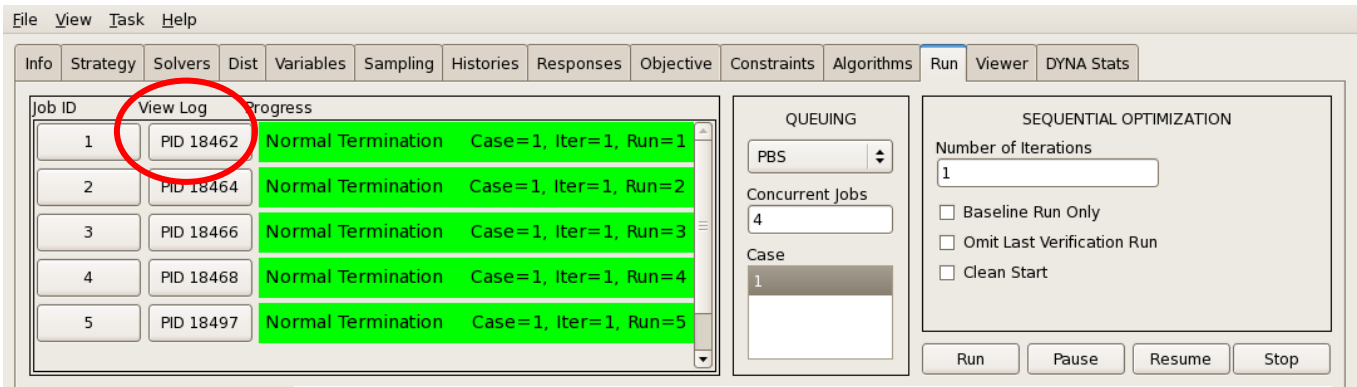 File View Task Help
Info Strategy Solvers Dist Variables Sampling Histories Responses Objective Constraints Algorithms Run Viewer DYNA Stats
Job ID View Log Progress
1 PID 18462 Normal Termination Case=1, Iter=1, Run=1
2 PID 18464 Normal Termination Case=1, Iter=1, Run=2
3 PID 18466 Normal Termination Case=1, Iter=1, Run=3
4 PID 18468 Normal Termination Case=1, Iter=1, Run=4
5 PID 18497 Normal Termination Case=1, Iter=1, Run=5
QUEUING
PBS
Concurrent Jobs
4
Case
1
SEQUENTIAL OPTIMIZATION
Number of Iterations
1
Baseline Run Only
Omit Last Verification Run
Clean Start
Run Pause Resume Stop